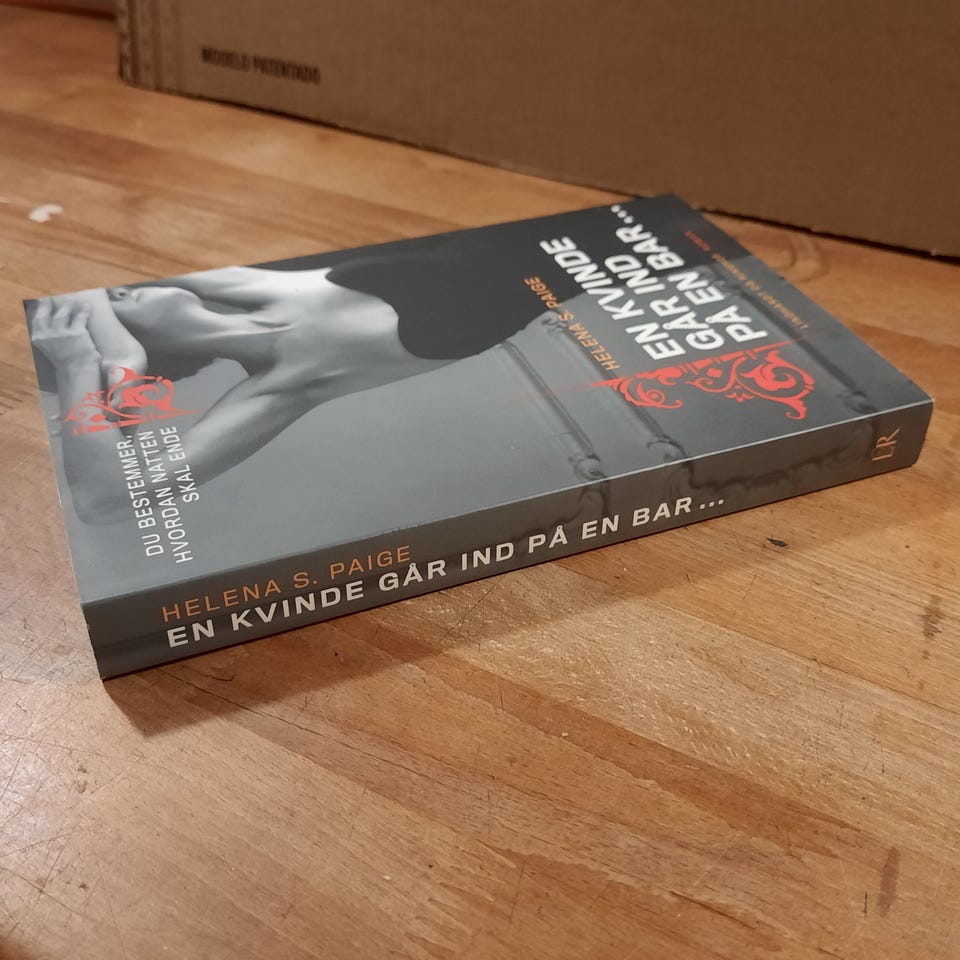 MODELO PATENTADO
HELENA S. PAIGE
EN KVINDE
GÅR IND
PÅ EN BAR...
DU BESTEMMER,
HVORDAN NATTEN
SKAL ENDE
HELENA S. PAIGE
EN KVINDE GÅR IND PÅ EN BAR...
LR